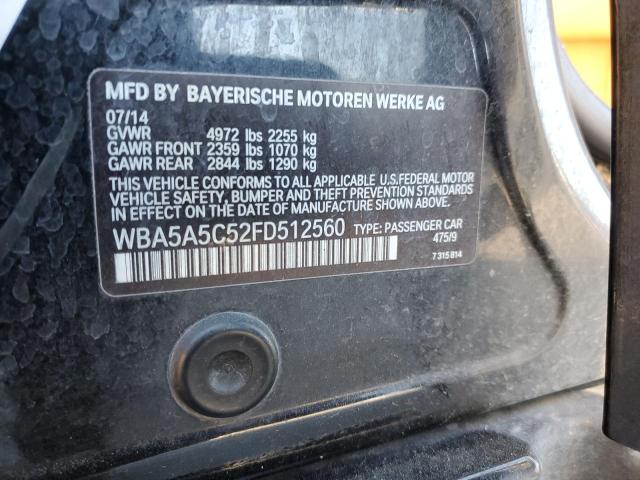 MFD BY BAYERISCHE MOTOREN WERKE AG
07/14
GVWR 4972 lbs 2255 kg
GAWR FRONT 2359 lbs 1070 kg
GAWR REAR 2844 lbs 1290 kg
THIS VEHICLE CONFORMS TO ALL APPLICABLE U.S.FEDERAL MOTOR
VEHICLE SAFETY, BUMPER AND THEFT PREVENTION STANDARDS
IN EFFECT ON THE DATE OF MANUFACTURE SHOWN ABOVE
WBA5A5C52FD512560 TYPE: PASSENGER CAR
475/9
7 315 814